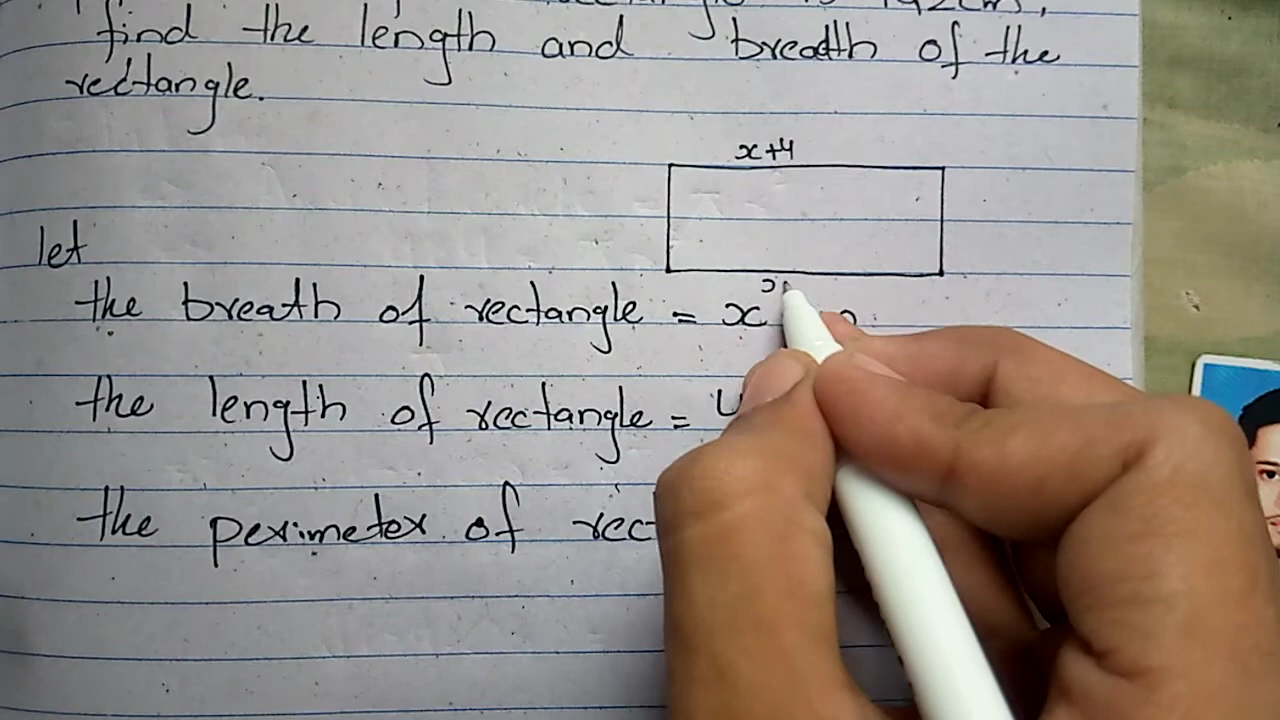 find the length and breadth of the
rectangle.
x+4
let
the breath of rectangle = x
the length of rectangle =
the perimeter of rec